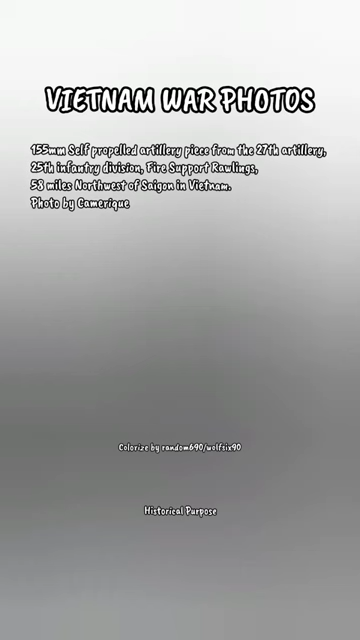 VIETNAM WAR PHOTOS
155mm Self propelled artillery piece from the 27th artillery,
25th infantry division, Fire Support Rawlings,
58 miles Northwest of Saigon in Vietnam.
Photo by Camerique
Colorize by random690/wolfsix90
Historical Purpose